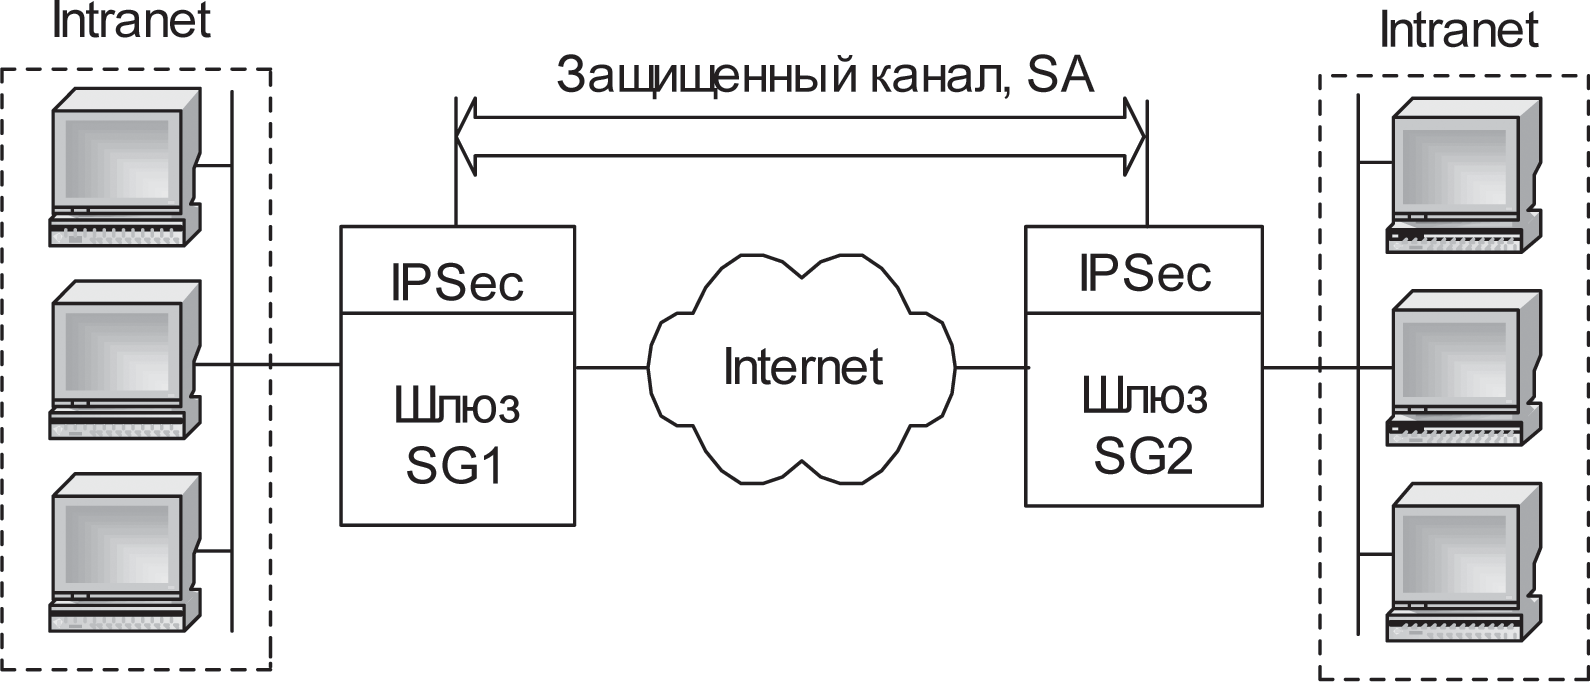 Intranet
Intranet
Защищенный канал, SA
IPSec
IPSec
Internet
Шлюз
SG1
Шлюз
SG2